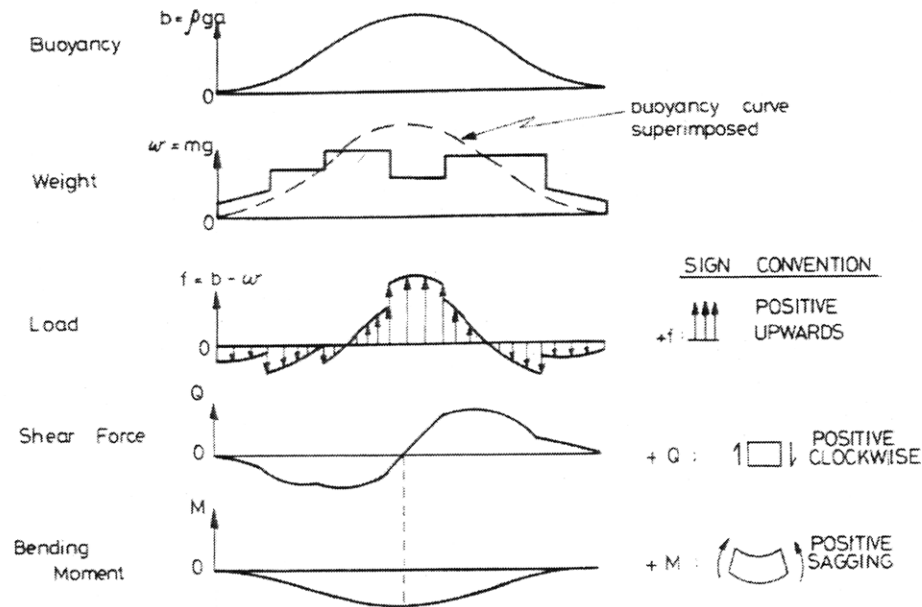 b = ρga
Buoyancy
0
buoyancy curve
superimposed
w = mg
Weight
0
f = b - w
SIGN CONVENTION
Load
0
+f :
POSITIVE
UPWARDS
Q
Shear Force
0
+ Q :
POSITIVE
CLOCKWISE
M
Bending
Moment
0
+ M :
POSITIVE
SAGGING